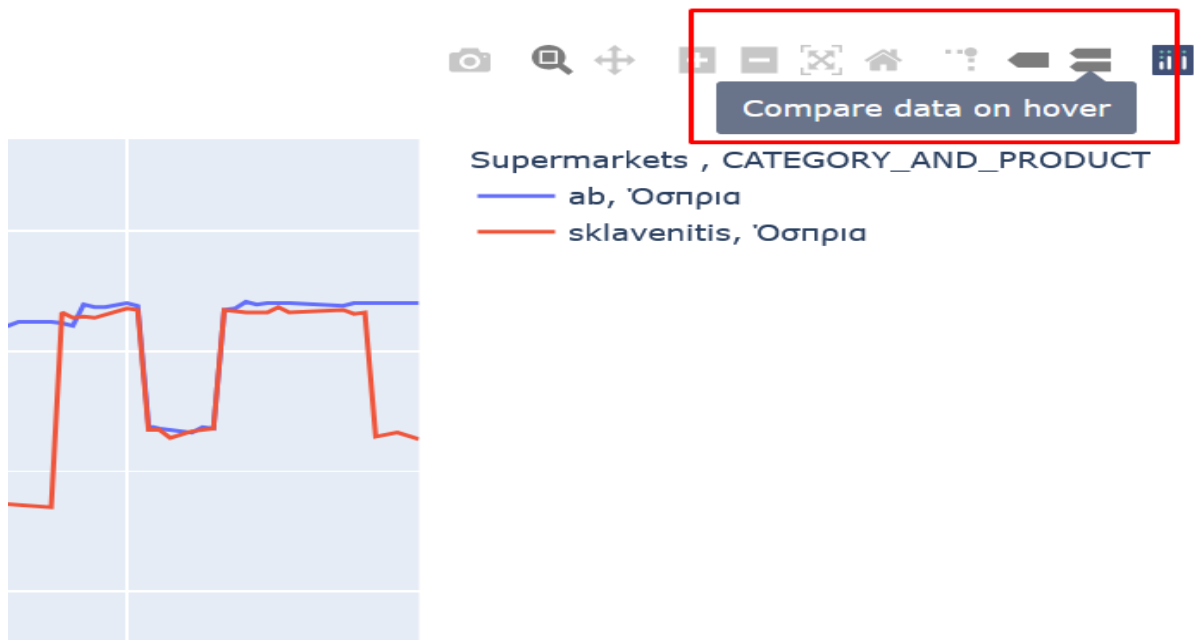 Compare data on hover
Supermarkets , CATEGORY_AND_PRODUCT
ab, Όσπρια
sklavenitis, Όσπρια